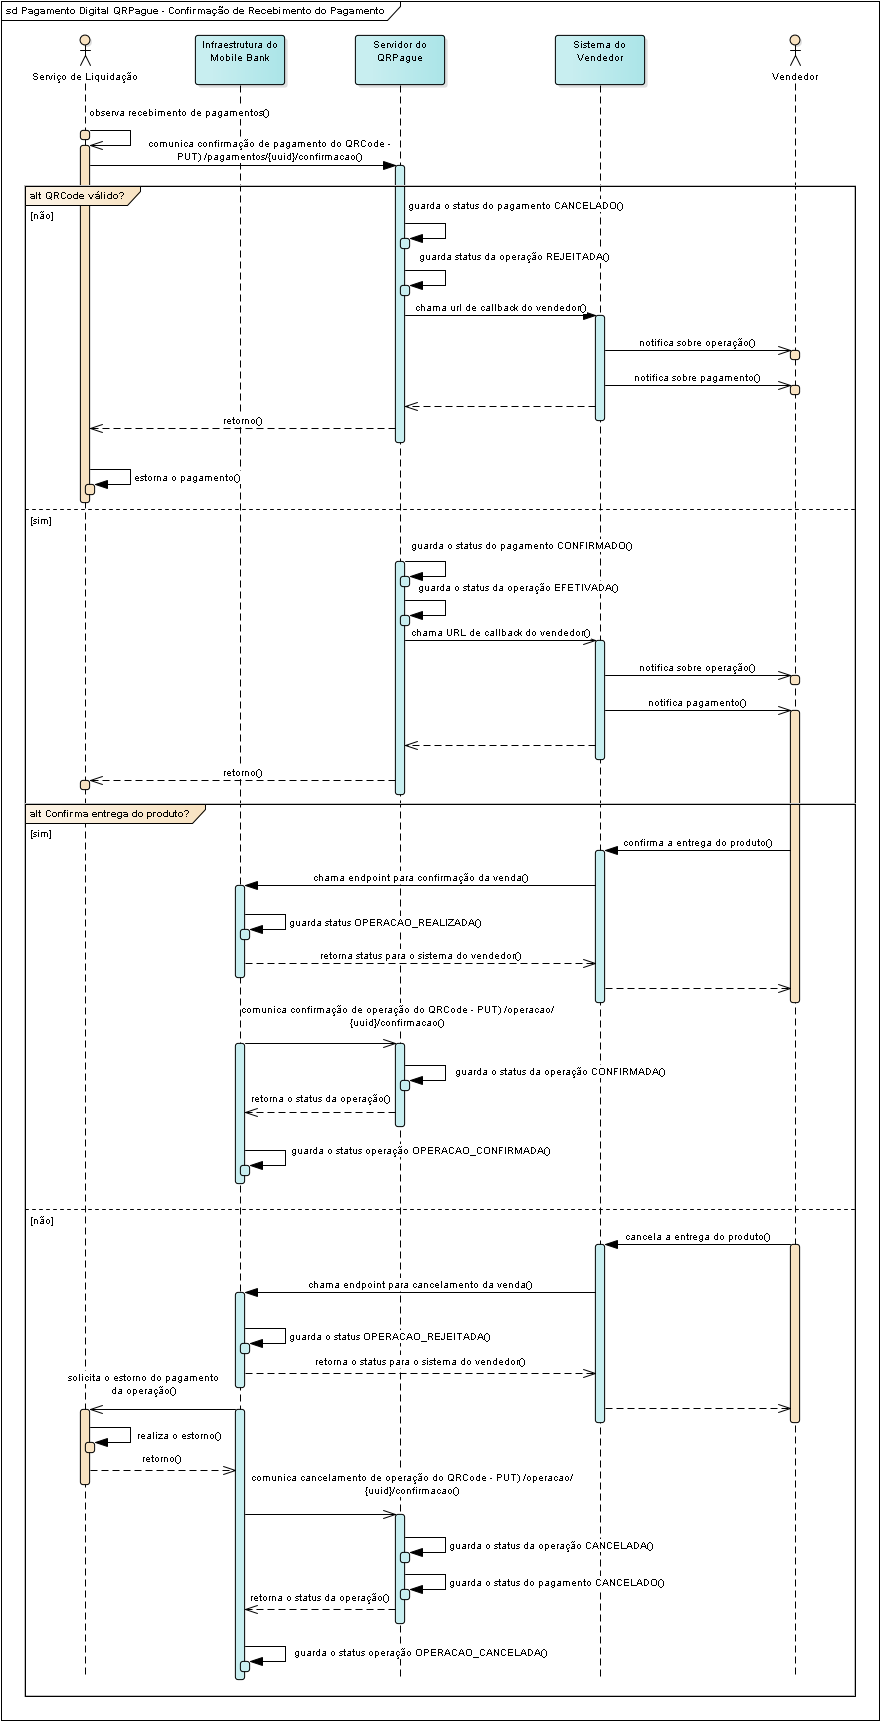 sd Pagamento Digital QRPague - Confirmação de Recebimento do Pagamento
Serviço de Liquidação
Infraestrutura do
Mobile Bank
Servidor do
QRPague
Sistema do
Vendedor
Vendedor
observa recebimento de pagamentos()
comunica confirmação de pagamento do QRCode -
PUT) /pagamentos/{uuid}/confirmacao()
alt QRCode válido?
[não]
guarda o status do pagamento CANCELADO()
guarda status da operação REJEITADA()
chama url de callback do vendedor()
notifica sobre operação()
notifica sobre pagamento()
retorno()
estorna o pagamento()
[sim]
guarda o status do pagamento CONFIRMADO()
guarda o status da operação EFETIVADA()
chama URL de callback do vendedor()
notifica sobre operação()
notifica pagamento()
retorno()
alt Confirma entrega do produto?
[sim]
confirma a entrega do produto()
chama endpoint para confirmação da venda()
guarda status OPERACAO_REALIZADA()
retorna status para o sistema do vendedor()
comunica confirmação de operação do QRCode - PUT) /operacao/
{uuid}/confirmacao()
guarda o status da operação CONFIRMADA()
retorna o status da operação()
guarda o status operação OPERACAO_CONFIRMADA()
[não]
cancela a entrega do produto()
chama endpoint para cancelamento da venda()
guarda o status OPERACAO_REJEITADA()
retorna o status para o sistema do vendedor()
solicita o estorno do pagamento
da operação()
realiza o estorno()
retorno()
comunica cancelamento de operação do QRCode - PUT) /operacao/
{uuid}/confirmacao()
guarda o status da operação CANCELADA()
guarda o status do pagamento CANCELADO()
retorna o status da operação()
guarda o status operação OPERACAO_CANCELADA()